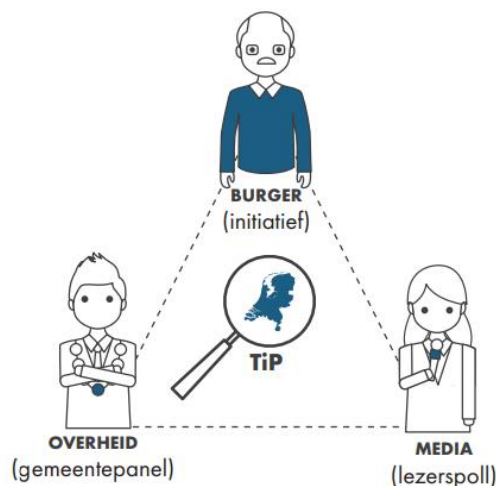 BURGER
(initiatief)
TiP
OVERHEID
(gemeentepanel)
MEDIA
(lezerspoll)